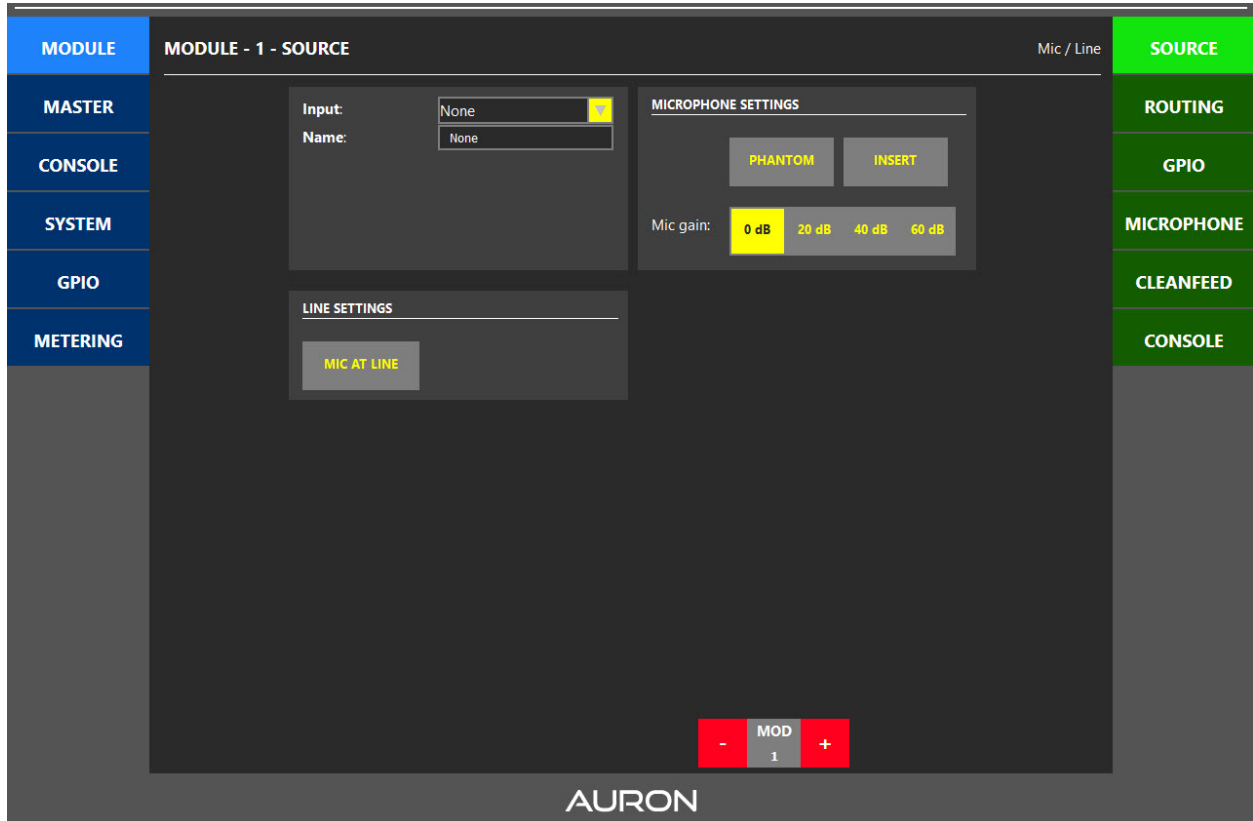 MODULE
MASTER
CONSOLE
SYSTEM
GPIO
METERING
MODULE - 1 - SOURCE
Mic / Line
Input: None
Name: None
MICROPHONE SETTINGS
PHANTOM INSERT
Mic gain: 0 dB 20 dB 40 dB 60 dB
LINE SETTINGS
MIC AT LINE
- MOD +
1
SOURCE
ROUTING
GPIO
MICROPHONE
CLEANFEED
CONSOLE
AURON